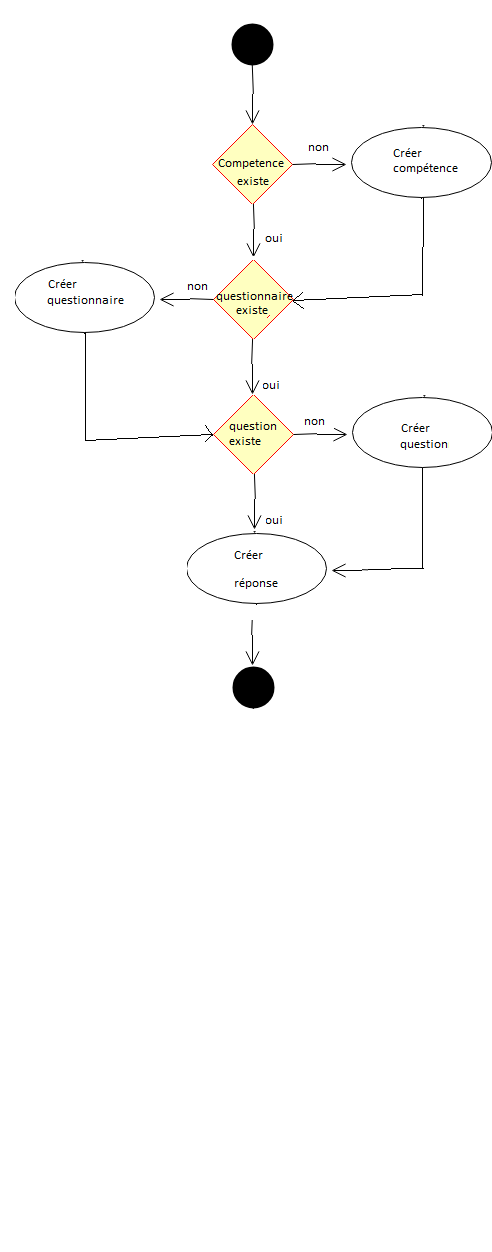 Competence
existe
non
Créer
compétence
oui
Créer
questionnaire
non
questionnaire
existe
oui
question
existe
non
Créer
question
oui
Créer
réponse